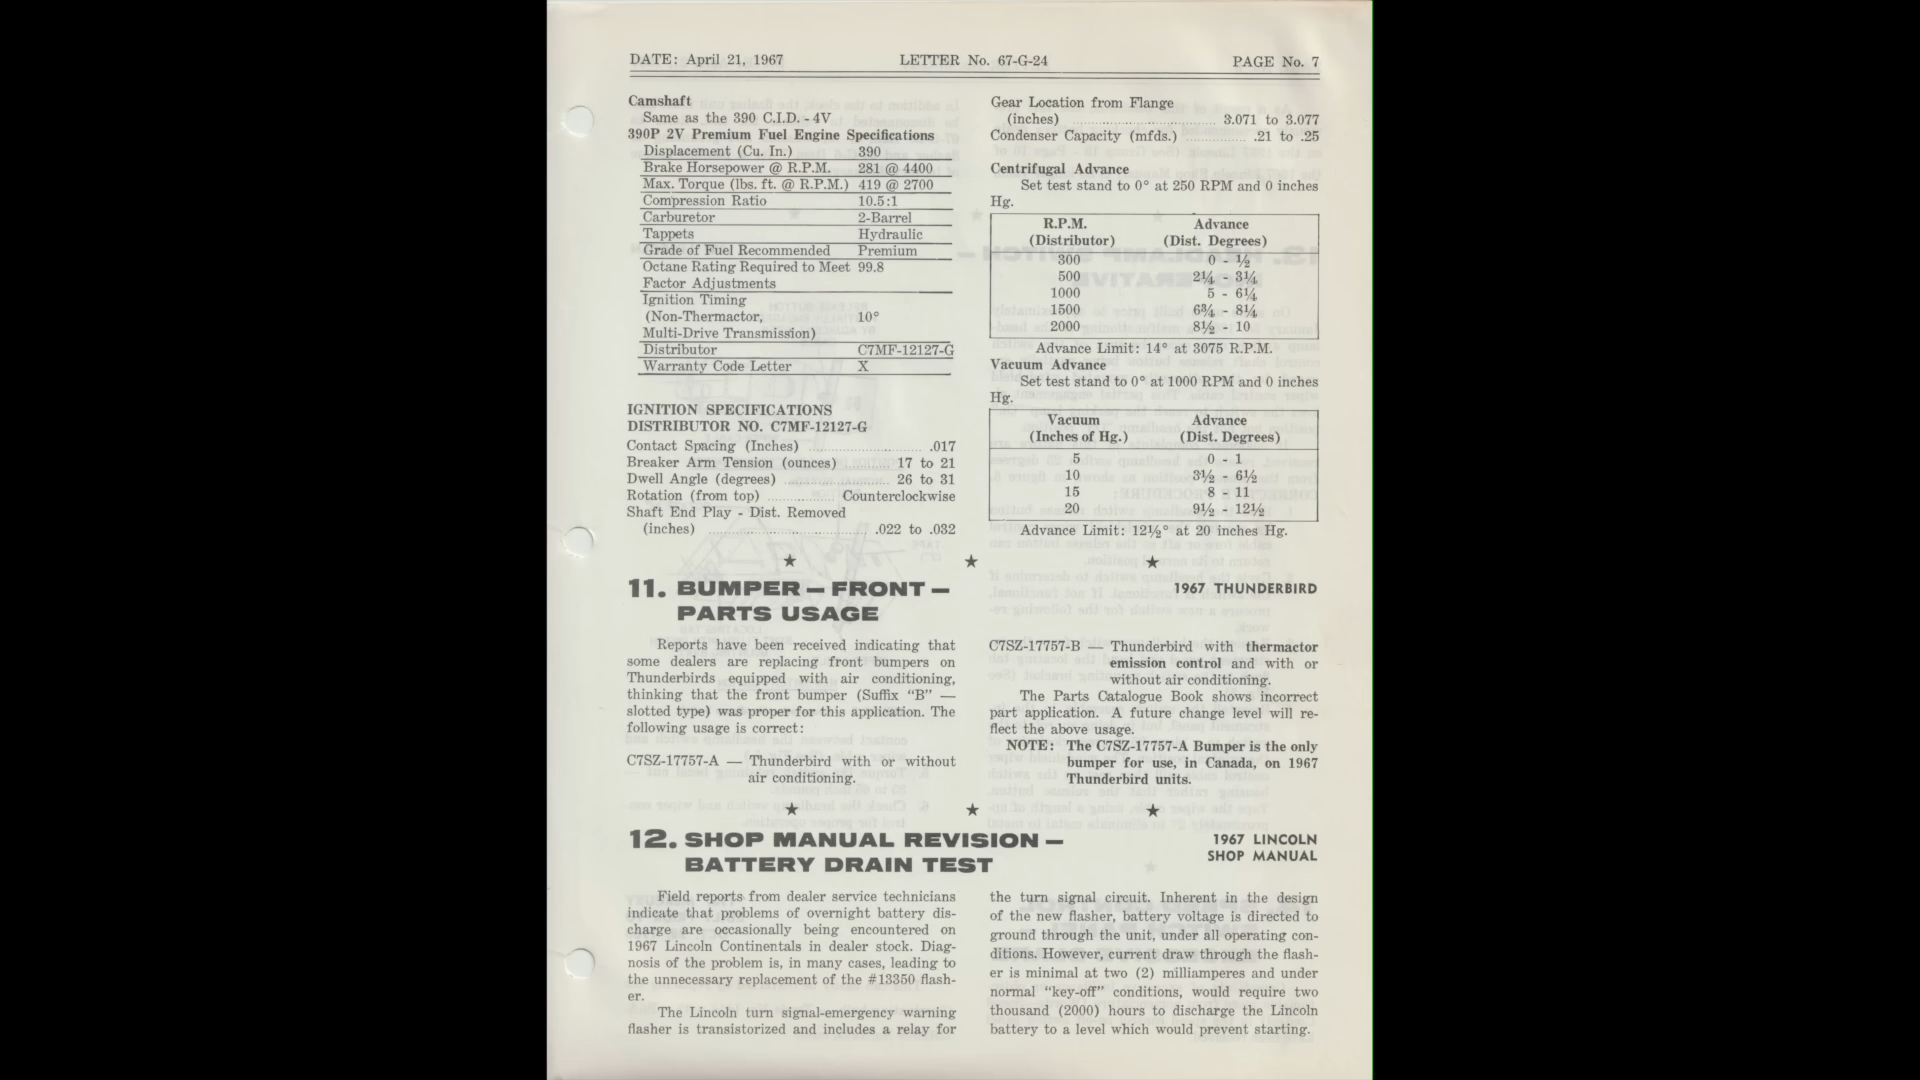 DATE: April 21, 1967 LETTER No. 67-G-24 PAGE No. 7
Camshaft
Same as the 390 C.I.D. - 4V
390P 2V Premium Fuel Engine Specifications
Displacement (Cu. In.) 390
Brake Horsepower @ R.P.M. 281 @ 4400
Max. Torque (lbs. ft. @ R.P.M.) 419 @ 2700
Compression Ratio 10.5:1
Carburetor 2-Barrel
Tappets Hydraulic
Grade of Fuel Recommended Premium
Octane Rating Required to Meet 99.8
Factor Adjustments
Ignition Timing
(Non-Thermactor, 10°
Multi-Drive Transmission)
Distributor C7MF-12127-G
Warranty Code Letter X
IGNITION SPECIFICATIONS
DISTRIBUTOR NO. C7MF-12127-G
Contact Spacing (Inches) .017
Breaker Arm Tension (ounces) 17 to 21
Dwell Angle (degrees) 26 to 31
Rotation (from top) Counterclockwise
Shaft End Play - Dist. Removed
(inches) .022 to .032
Gear Location from Flange
(inches) 3.071 to 3.077
Condenser Capacity (mfds.) .21 to .25
Centrifugal Advance
Set test stand to 0° at 250 RPM and 0 inches
Hg.
R.P.M. Advance
(Distributor) (Dist. Degrees)
300 0 - ½
500 2¼ - 3¼
1000 5 - 6¼
1500 6¾ - 8¼
2000 8½ - 10
Advance Limit: 14° at 3075 R.P.M.
Vacuum Advance
Set test stand to 0° at 1000 RPM and 0 inches
Hg.
Vacuum Advance
(Inches of Hg.) (Dist. Degrees)
5 0 - 1
10 3½ - 6½
15 8 - 11
20 9½ - 12½
Advance Limit: 12½° at 20 inches Hg.
★ ★ ★
11. BUMPER — FRONT — 1967 THUNDERBIRD
PARTS USAGE
Reports have been received indicating that
some dealers are replacing front bumpers on
Thunderbirds equipped with air conditioning,
thinking that the front bumper (Suffix “B” —
slotted type) was proper for this application. The
following usage is correct:
C7SZ-17757-A — Thunderbird with or without
air conditioning.
C7SZ-17757-B — Thunderbird with thermactor
emission control and with or
without air conditioning.
The Parts Catalogue Book shows incorrect
part application. A future change level will re-
flect the above usage.
NOTE: The C7SZ-17757-A Bumper is the only
bumper for use, in Canada, on 1967
Thunderbird units.
★ ★ ★
12. SHOP MANUAL REVISION — 1967 LINCOLN
BATTERY DRAIN TEST SHOP MANUAL
Field reports from dealer service technicians
indicate that problems of overnight battery dis-
charge are occasionally being encountered on
1967 Lincoln Continentals in dealer stock. Diag-
nosis of the problem is, in many cases, leading to
the unnecessary replacement of the #13350 flash-
er.
The Lincoln turn signal-emergency warning
flasher is transistorized and includes a relay for
the turn signal circuit. Inherent in the design
of the new flasher, battery voltage is directed to
ground through the unit, under all operating con-
ditions. However, current draw through the flash-
er is minimal at two (2) milliamperes and under
normal “key-off” conditions, would require two
thousand (2000) hours to discharge the Lincoln
battery to a level which would prevent starting.